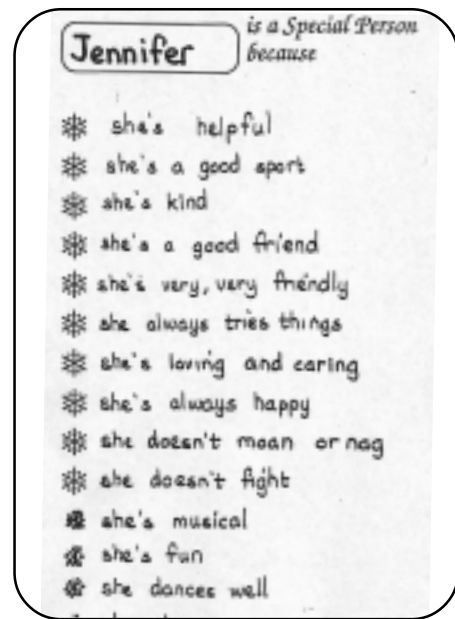 Jennifer is a Special Person
because
she's helpful
she's a good sport
she's kind
she's a good friend
she's very, very friendly
she always tries things
she's loving and caring
she's always happy
she doesn't moan or nag
she doesn't fight
she's musical
she's fun
she dances well